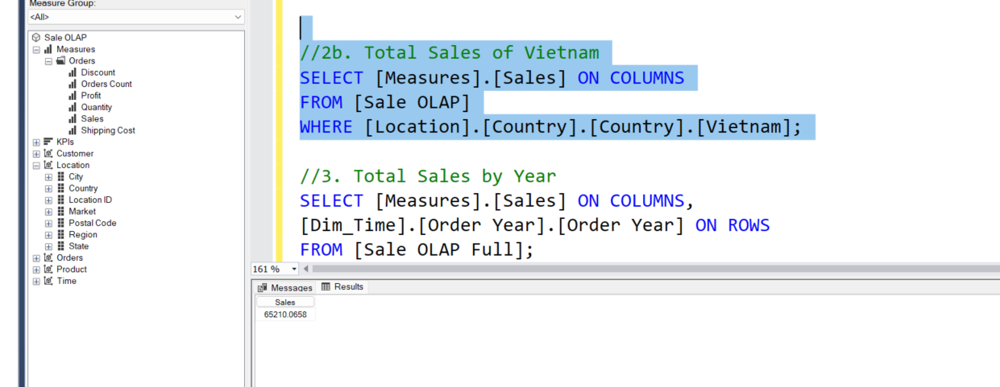 Measure Group:
<All>
Sale OLAP
Measures
Orders
Discount
Orders Count
Profit
Quantity
Sales
Shipping Cost
KPIs
Customer
Location
City
Country
Location ID
Market
Postal Code
Region
State
Orders
Product
Time
//2b. Total Sales of Vietnam
SELECT [Measures].[Sales] ON COLUMNS
FROM [Sale OLAP]
WHERE [Location].[Country].[Country].[Vietnam];
//3. Total Sales by Year
SELECT [Measures].[Sales] ON COLUMNS,
[Dim_Time].[Order Year].[Order Year] ON ROWS
FROM [Sale OLAP Full];
161 %
Messages Results
Sales
65210.0658